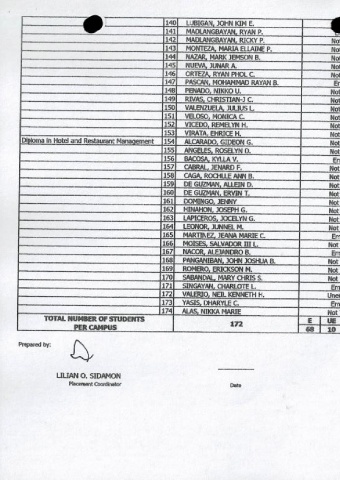 140 LUBIGAN, JOHN KIM E.
141 MADLANGBAYAN, RYAN P. E
142 MADLANGBAYAN, RICKY P. Not
143 MONTEZA, MARIA ELLAINE P. Not
144 NAZAR, MARK JEMSON B. Not
145 NUEVA, JUNAR A. Not
146 ORTEZA, RYAN PHOL C. Not
147 PASCAN, MOHAMMAD RAYAN B. Em
148 PENADO, NIKKO U. Not
149 RIVAS, CHRISTIAN-J C. Not
150 VALENZUELA, JULIUS L. Not
151 VELOSO, MONICA C. Not
152 VICEDO, REMELYN H. Not
153 VIRATA, EHRICE H. Not
Diploma in Hotel and Restaurant Management 154 ALCARADO, GIDEON G. Not
155 ANGELES, ROSELYN D. Not
156 BACOSA, KYLLA V. Em
157 CABRAL, JENARD F. Not
158 CAGA, ROCHLLE ANN B. Not
159 DE GUZMAN, ALLEIN D. Not
160 DE GUZMAN, ERVIN T. Not
161 DOMINGO, JENNY Not
162 HINAHON, JOSEPH G. Not
163 LAPICEROS, JOCELYN G. Not
164 LEONOR, JUNNEL M. Not
165 MARTINEZ, JEANA MARIE C. Em
166 MOISES, SALVADOR III L. Not
167 NACOR, ALEJANDRO B. Em
168 PANGANIBAN, JOHN JOSHUA B. Not
169 ROMERO, ERICKSON M. Not
170 SABANDAL, MARY CHRIS S. Not
171 SINGAYAN, CHARLOTE L. Em
172 VALERIO, NEIL KENNETH H. Une
173 YASIS, DHARYLE C. Em
174 ALAS, NIKKA MARIE Not
TOTAL NUMBER OF STUDENTS PER CAMPUS 172 E UE
68 10
Prepared by:
LILIAN O. SIDAMON
Placement Coordinator Date